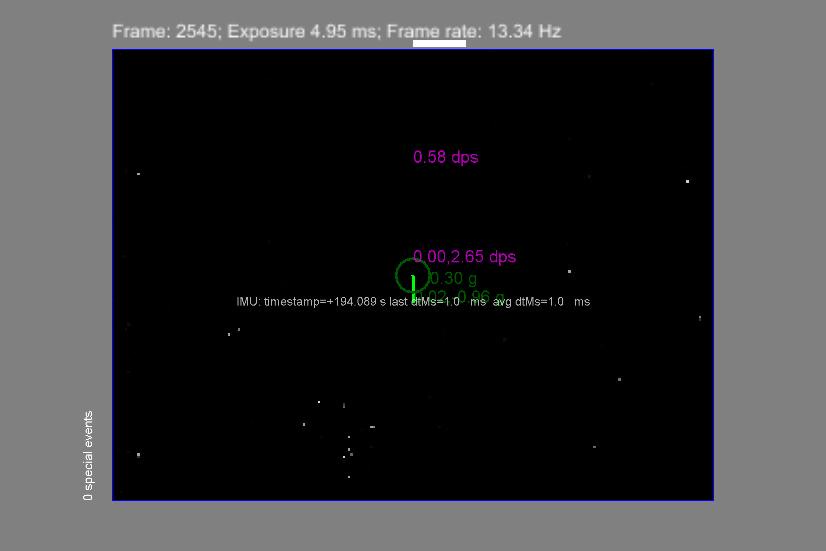 Frame: 2545; Exposure 4.95 ms; Frame rate: 13.34 Hz
0.58 dps
0.00,2.65 dps
0.30 g
0.96 g
IMU: timestamp=+194.089 s last dtMs=1.0 ms avg dtMs=1.0 ms
0 special events